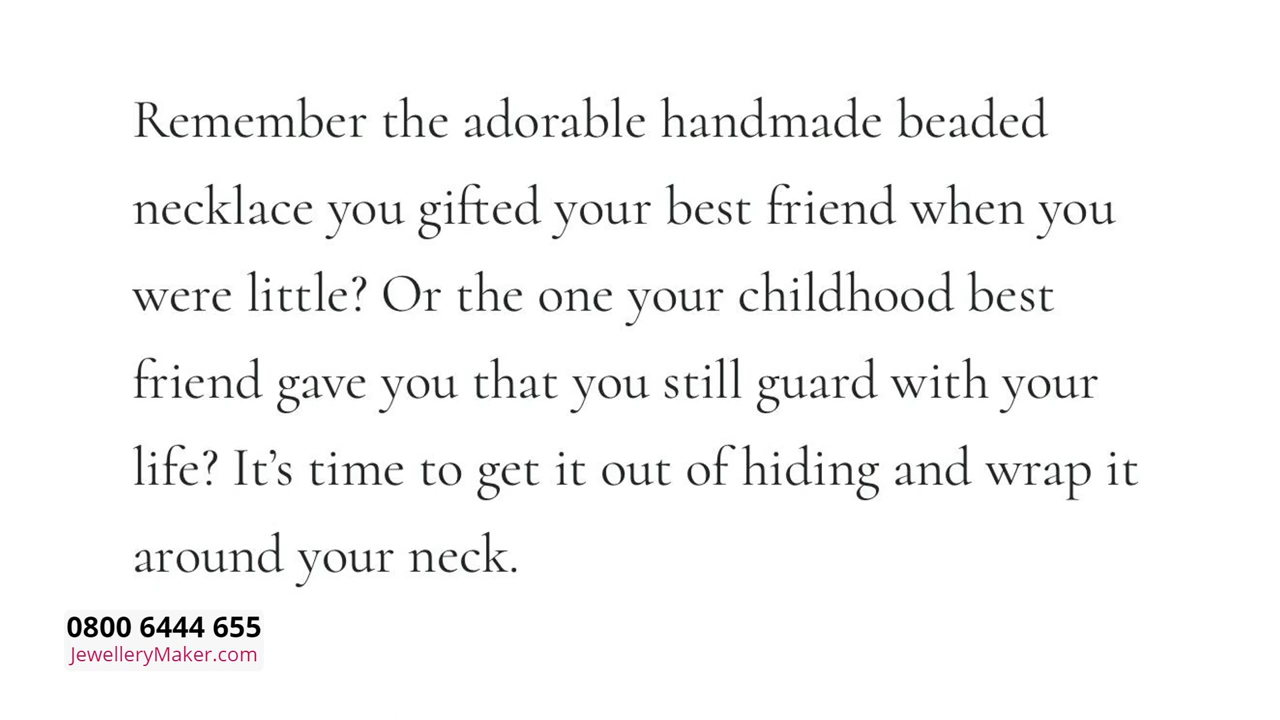 Remember the adorable handmade beaded
necklace you gifted your best friend when you
were little? Or the one your childhood best
friend gave you that you still guard with your
life? It’s time to get it out of hiding and wrap it
around your neck.
0800 6444 655
JewelleryMaker.com